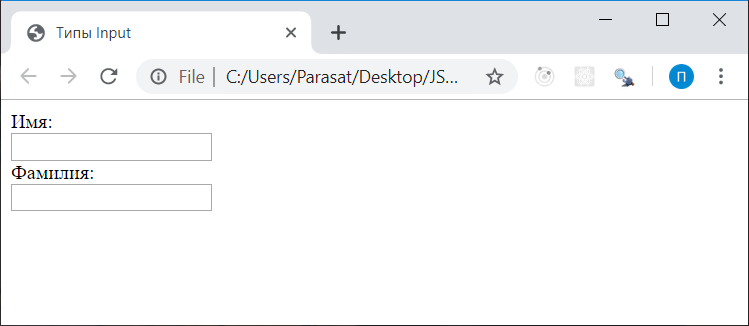 Типы Input
File
C:/Users/Parasat/Desktop/JS...
П
Имя:
Фамилия: